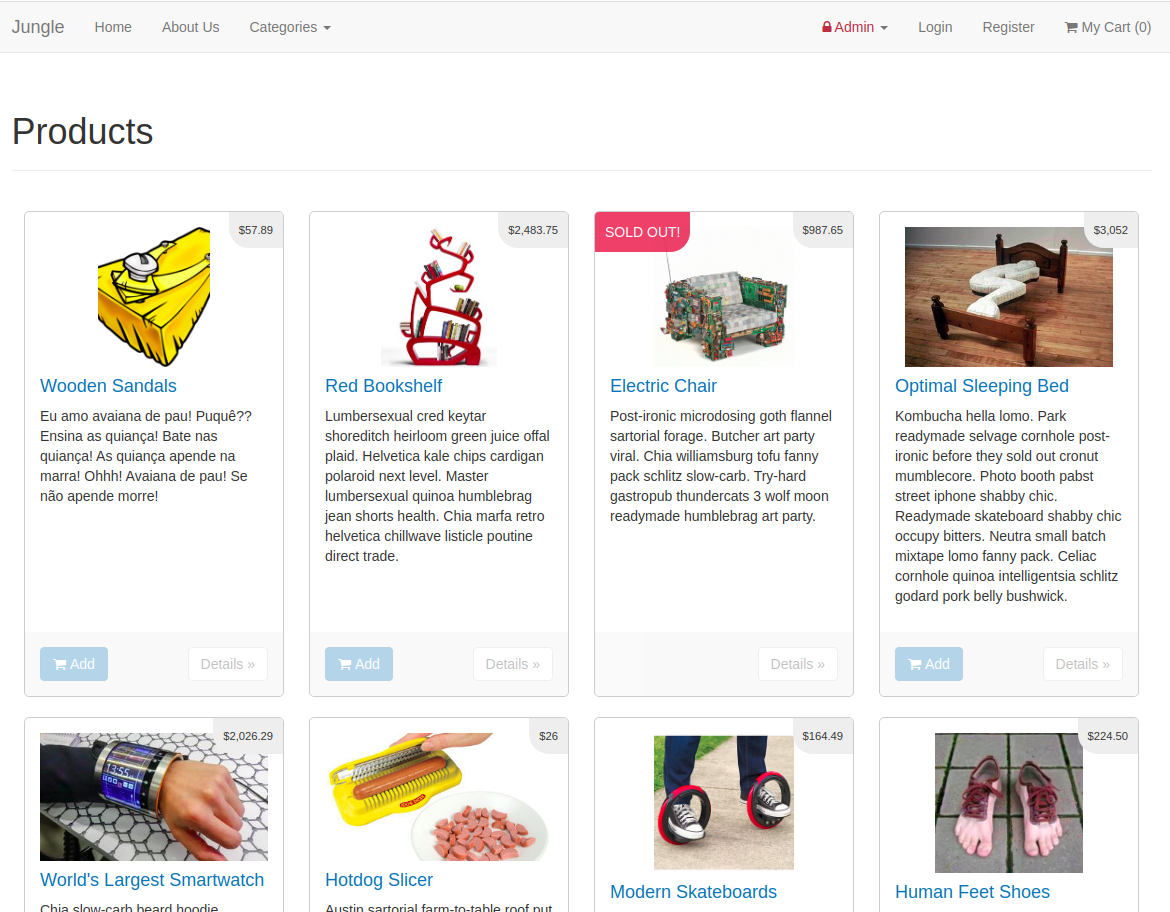 Jungle Home About Us Categories Admin Login Register My Cart (0)
Products
$57.89
Wooden Sandals
Eu amo avaiana de pau! Puquê??
Ensina as quiança! Bate nas
quiança! As quiança apende na
marra! Ohhh! Avaiana de pau! Se
não apende morre!
Add Details »
$2,483.75
Red Bookshelf
Lumbersexual cred keytar
shoreditch heirloom green juice offal
plaid. Helvetica kale chips cardigan
polaroid next level. Master
lumbersexual quinoa humblebrag
jean shorts health. Chia marfa retro
helvetica chillwave listicle poutine
direct trade.
Add Details »
SOLD OUT! $987.65
Electric Chair
Post-ironic microdosing goth flannel
sartorial forage. Butcher art party
viral. Chia williamsburg tofu fanny
pack schlitz slow-carb. Try-hard
gastropub thundercats 3 wolf moon
readymade humblebrag art party.
Details »
$3,052
Optimal Sleeping Bed
Kombucha hella lomo. Park
readymade selvage cornhole post-
ironic before they sold out cronut
mumblecore. Photo booth pabst
street iphone shabby chic.
Readymade skateboard shabby chic
occupy bitters. Neutra small batch
mixtape lomo fanny pack. Celiac
cornhole quinoa intelligentsia schlitz
godard pork belly bushwick.
Add Details »
$2,026.29
13:55
World's Largest Smartwatch
Chia slow-carb beard hoodie
$26
Hotdog Slicer
Austin sartorial farm-to-table roof put
$164.49
Modern Skateboards
$224.50
Human Feet Shoes